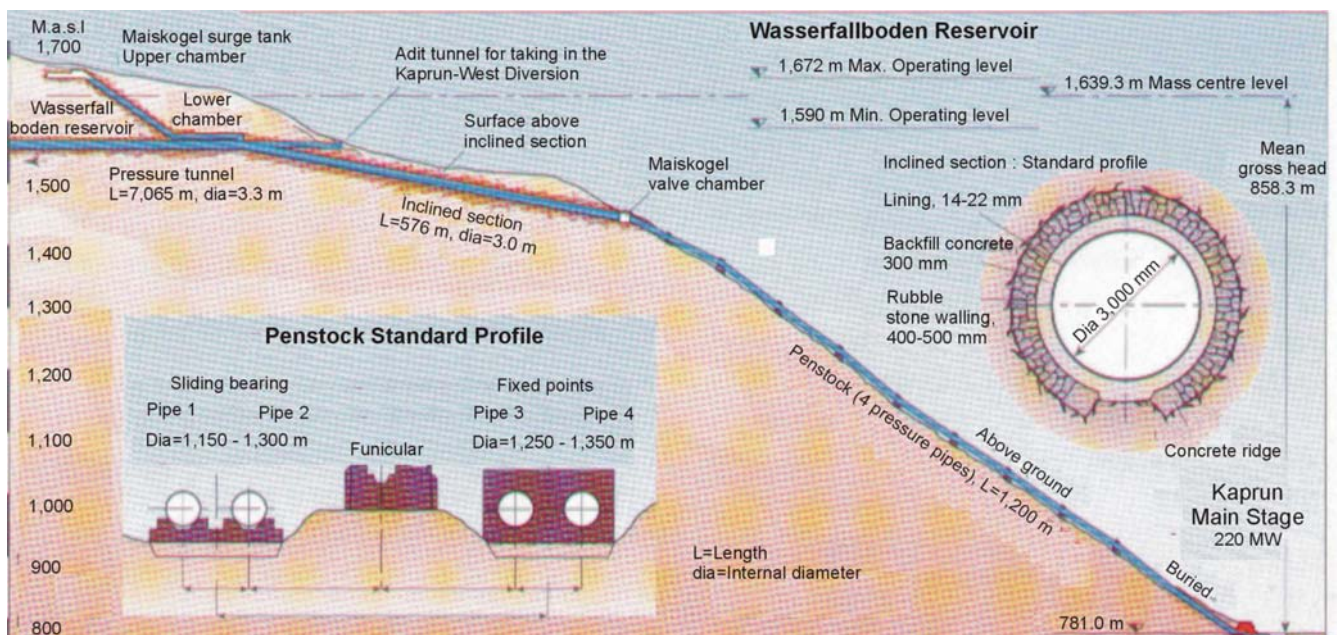 M.a.s.l
1,700
Maiskogel surge tank
Upper chamber
Adit tunnel for taking in the
Kaprun-West Diversion
Wasserfallboden Reservoir
1,672 m Max. Operating level
1,639.3 m Mass centre level
1,590 m Min. Operating level
Wasserfall
boden reservoir
Lower
chamber
Surface above
inclined section
Maiskogel
valve chamber
Mean
gross head
858.3 m
Pressure tunnel
L=7,065 m, dia=3.3 m
Inclined section
L=576 m, dia=3.0 m
1,500
1,400
1,300
1,200
1,100
1,000
900
800
Inclined section : Standard profile
Lining, 14-22 mm
Backfill concrete
300 mm
Rubble
stone walling,
400-500 mm
Dia 3,000 mm
Concrete ridge
Penstock (4 pressure pipes), L=1,200 m
Above ground
Buried
Kaprun
Main Stage
220 MW
781.0 m
Penstock Standard Profile
Sliding bearing
Pipe 1 Pipe 2
Dia=1,150 - 1,300 m
Funicular
Fixed points
Pipe 3 Pipe 4
Dia=1,250 - 1,350 m
L=Length
dia=Internal diameter